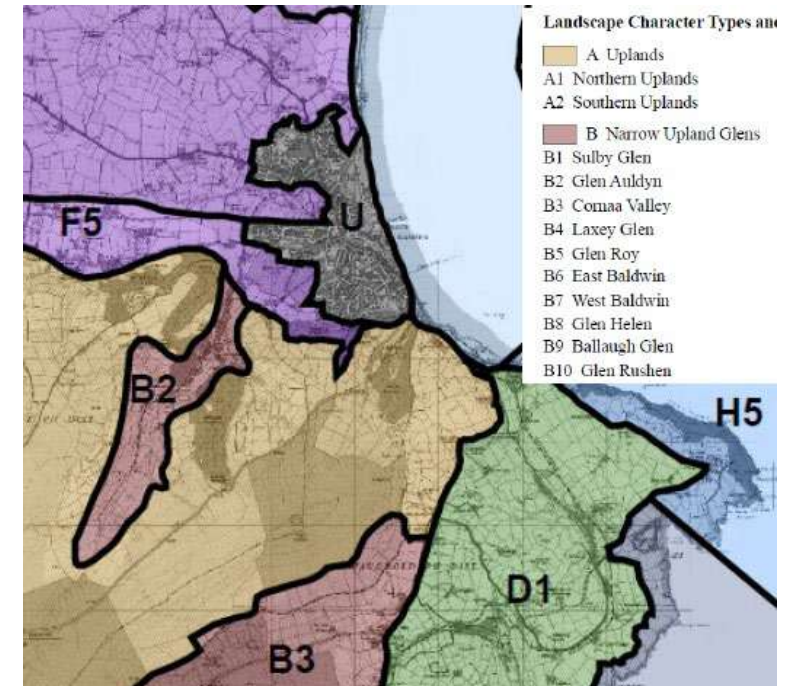 Landscape Character Types and
A Uplands
A1 Northern Uplands
A2 Southern Uplands
B Narrow Upland Glens
B1 Sulby Glen
B2 Glen Auldyn
B3 Cornaa Valley
B4 Laxey Glen
B5 Glen Roy
B6 East Baldwin
B7 West Baldwin
B8 Glen Helen
B9 Ballaugh Glen
B10 Glen Rushen
F5
U
B2
H5
D1
B3